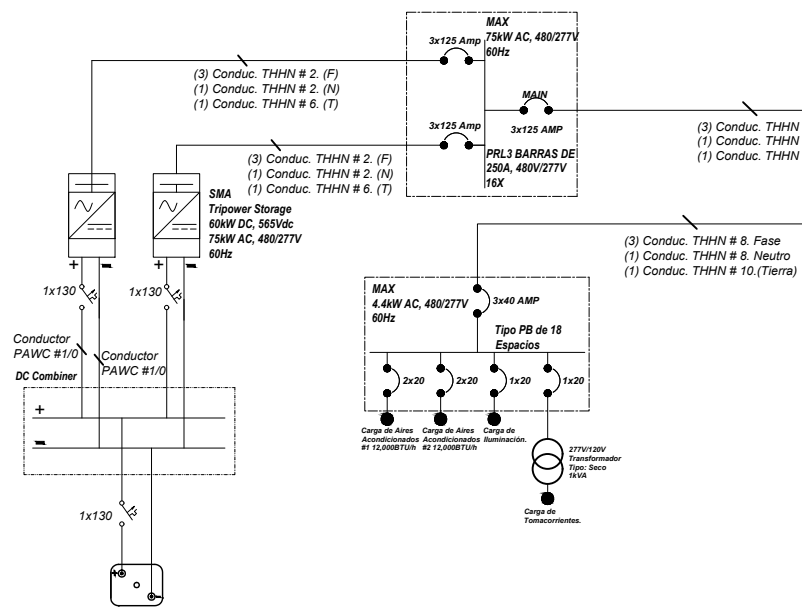 MAX
75kW AC, 480/277V
60Hz
3x125 Amp
(3) Conduc. THHN # 2. (F)
(1) Conduc. THHN # 2. (N)
(1) Conduc. THHN # 6. (T)
MAIN
3x125 AMP
3x125 Amp
(3) Conduc. THHN
(1) Conduc. THHN
(1) Conduc. THHN
(3) Conduc. THHN # 2. (F)
(1) Conduc. THHN # 2. (N)
(1) Conduc. THHN # 6. (T)
PRL3 BARRAS DE
250A, 480V/277V
16X
SMA
Tripower Storage
60kW DC, 565Vdc
75kW AC, 480/277V
60Hz
(3) Conduc. THHN # 8. Fase
(1) Conduc. THHN # 8. Neutro
(1) Conduc. THHN # 10.(Tierra)
+
+
1x130
1x130
MAX
4.4kW AC, 480/277V
60Hz
3x40 AMP
Tipo PB de 18
Espacios
Conductor
PAWC #1/0
Conductor
PAWC #1/0
DC Combiner
2x20
2x20
1x20
1x20
+
Carga de Aires
Acondicionados
#1 12,000BTU/h
Carga de Aires
Acondicionados
#2 12,000BTU/h
Carga de
Iluminación.
277V/120V
Transformador
Tipo: Seco
1kVA
1x130
Carga de
Tomacorrientes.
+
-